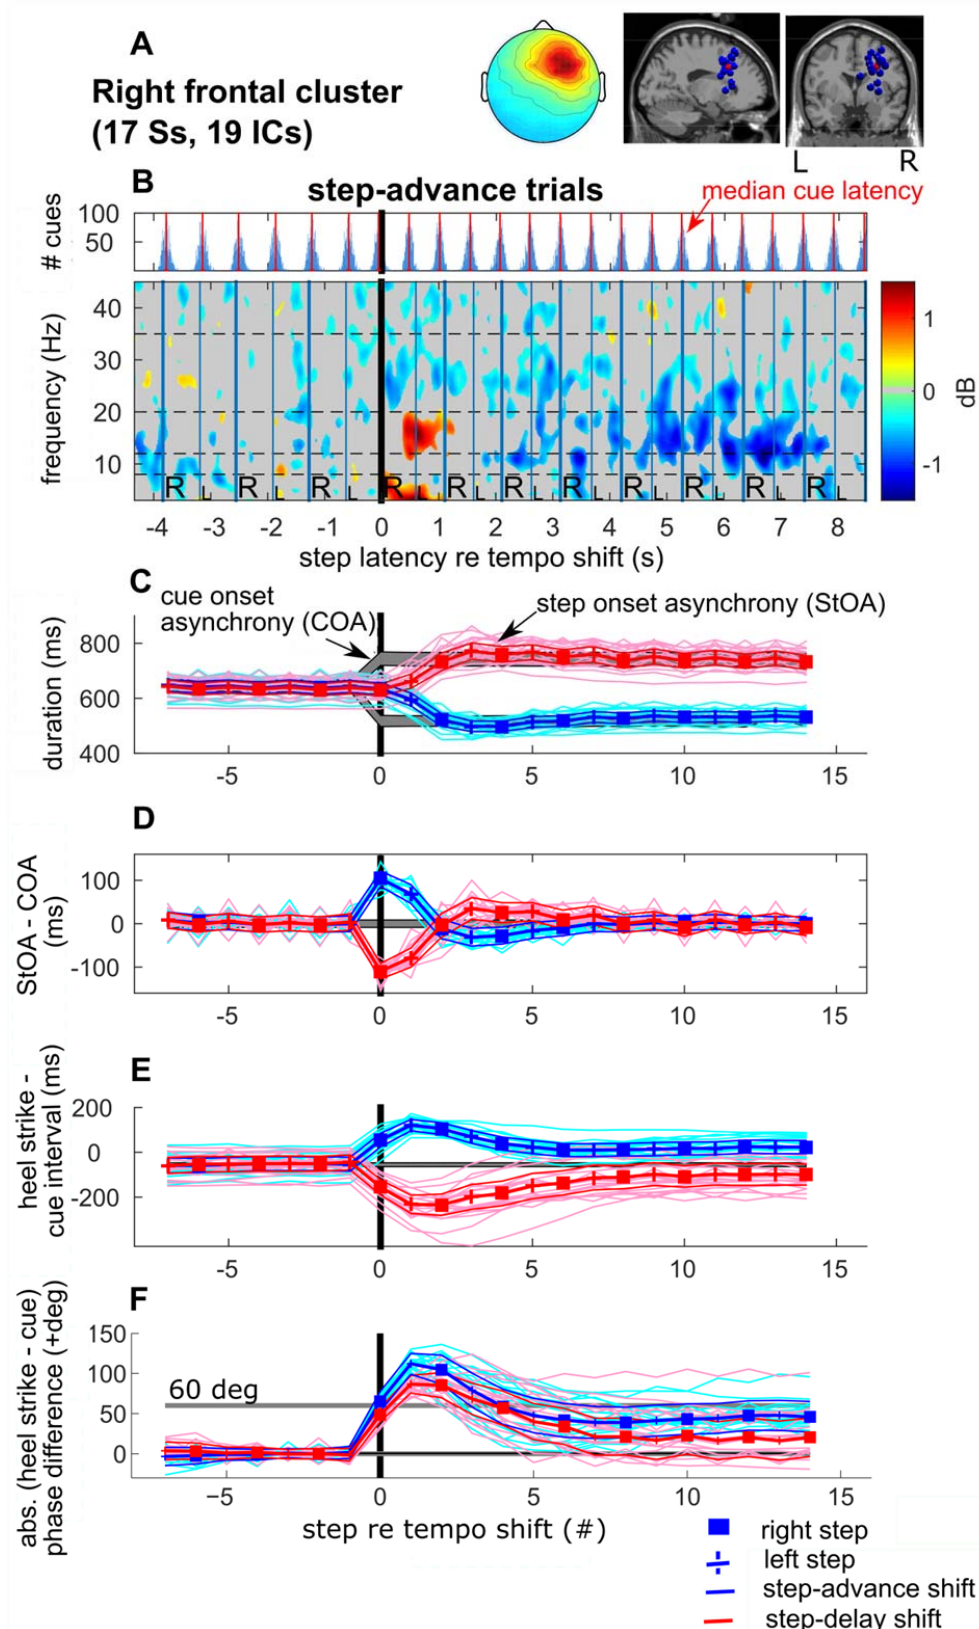 A
Right frontal cluster
(17 Ss, 19 ICs)
L R
B
step-advance trials
median cue latency
# cues
100
50
frequency (Hz)
40
30
20
10
R L R L R L R L R L R L R L R L R L R L R L
-4 -3 -2 -1 0 1 2 3 4 5 6 7 8
step latency re tempo shift (s)
1
0
-1
dB
C
cue onset
asynchrony (COA)
step onset asynchrony (StOA)
duration (ms)
800
600
400
-5 0 5 10 15
D
StOA - COA
(ms)
100
0
-100
-5 0 5 10 15
E
heel strike -
cue interval (ms)
200
0
-200
-5 0 5 10 15
F
abs. (heel strike - cue)
phase difference (+deg)
150
100
50
0
60 deg
−5 0 5 10 15
step re tempo shift (#)
right step
left step
step-advance shift
step-delay shift